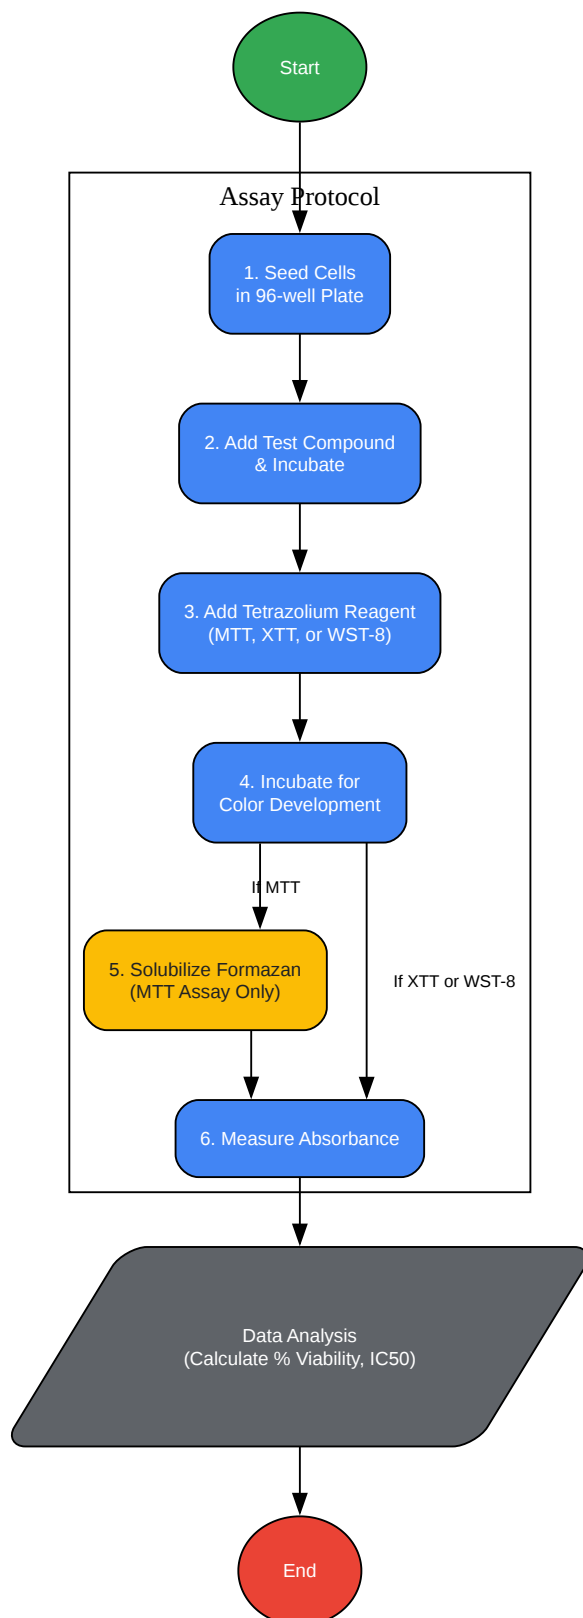 Start
Assay Protocol
1. Seed Cells
in 96-well Plate
2. Add Test Compound
& Incubate
3. Add Tetrazolium Reagent
(MTT, XTT, or WST-8)
4. Incubate for
Color Development
If MTT
5. Solubilize Formazan
(MTT Assay Only)
If XTT or WST-8
6. Measure Absorbance
Data Analysis
(Calculate % Viability, IC50)
End